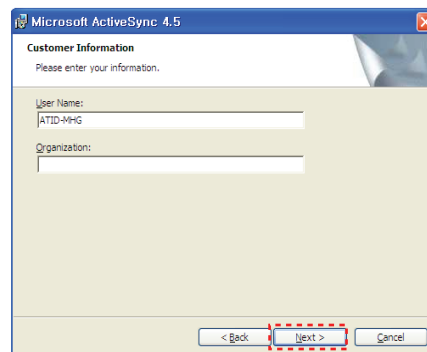 Microsoft ActiveSync 4.5
Customer Information
Please enter your information.
User Name:
ATID-MHG
Organization:
< Back
Next >
Cancel